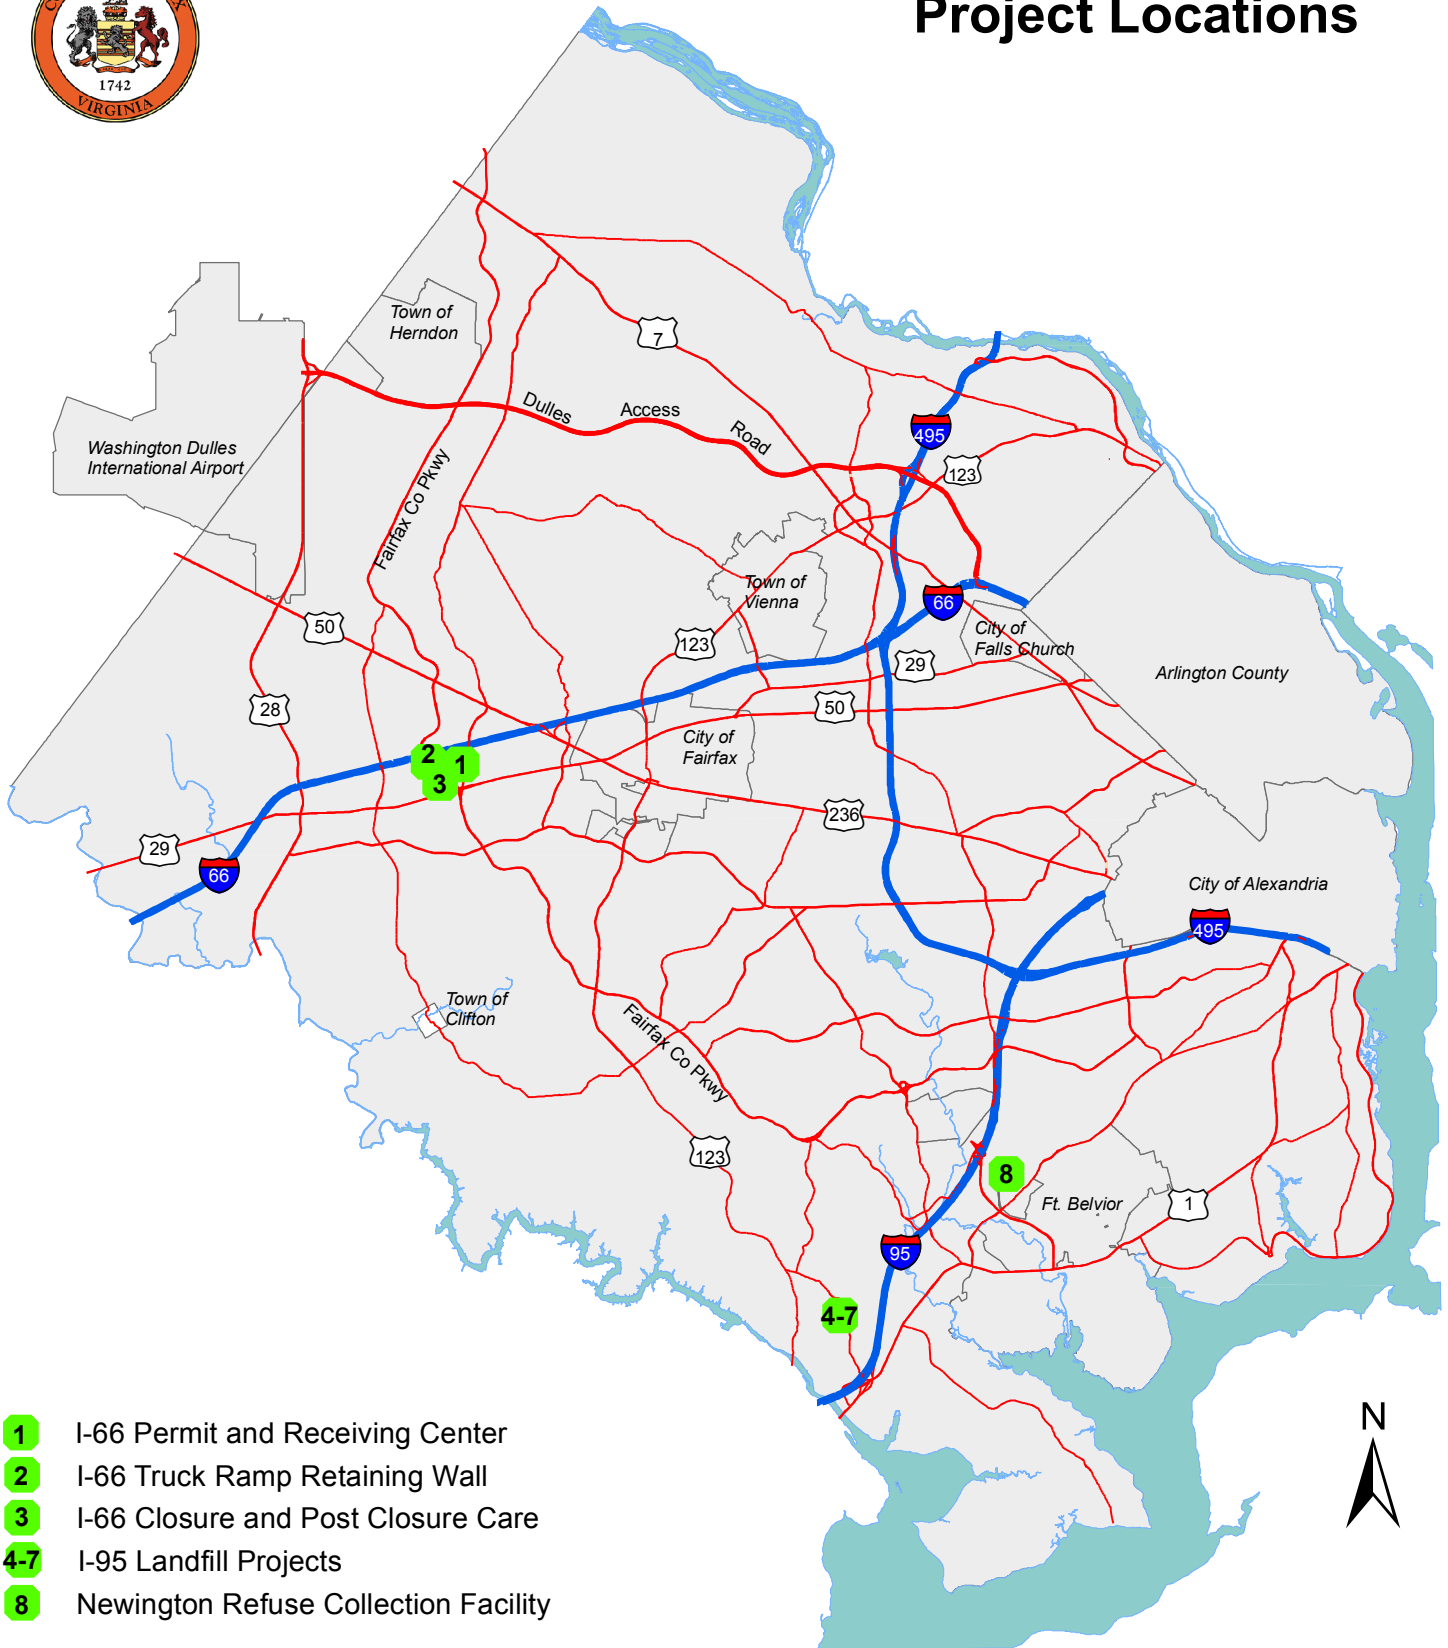 Project Locations
1742
VIRGINIA
Town of
Herndon
7
Dulles Access Road
495
123
Washington Dulles
International Airport
Fairfax Co Pkwy
Town of
Vienna
66
50
123
City of
Falls Church
29
Arlington County
28
50
City of
Fairfax
2
1
3
236
29
66
City of Alexandria
495
Town of
Clifton
Fairfax Co Pkwy
123
8
Ft. Belvior
1
95
4-7
N
1 I-66 Permit and Receiving Center
2 I-66 Truck Ramp Retaining Wall
3 I-66 Closure and Post Closure Care
4-7 I-95 Landfill Projects
8 Newington Refuse Collection Facility